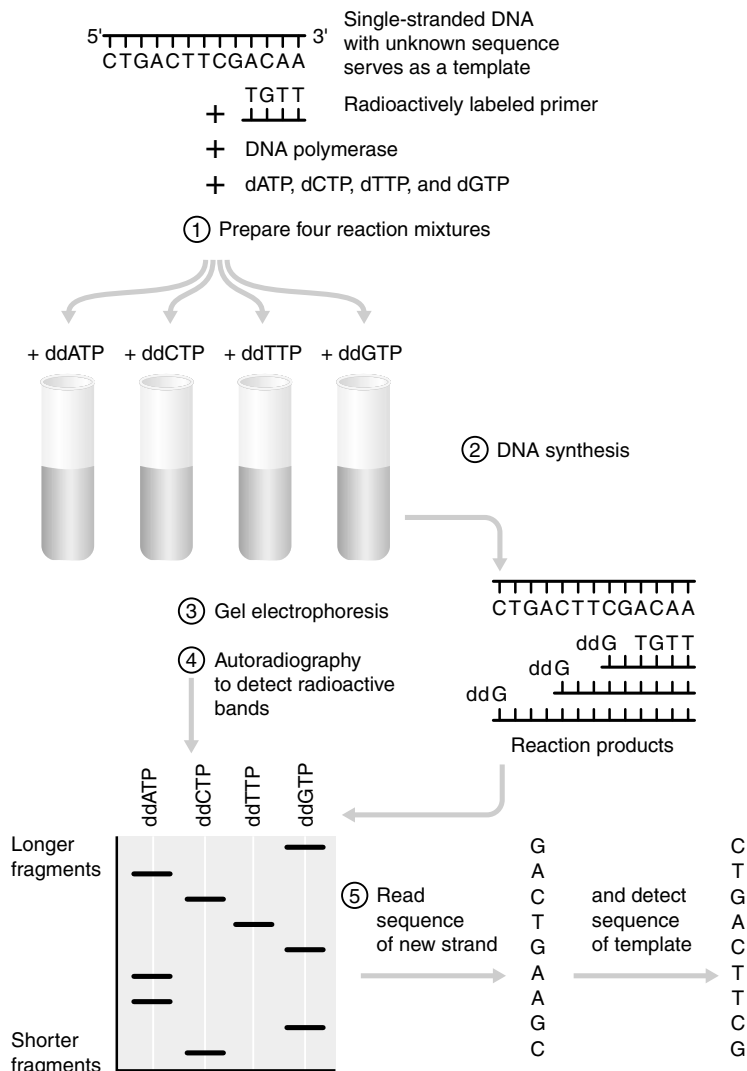 5' 3'
CTGACTTCGACAA
Single-stranded DNA
with unknown sequence
serves as a template
TGTT
+
Radioactively labeled primer
+ DNA polymerase
+ dATP, dCTP, dTTP, and dGTP
1 Prepare four reaction mixtures
+ ddATP + ddCTP + ddTTP + ddGTP
2 DNA synthesis
CTGACTTCGACAA
ddG TGTT
ddG
ddG
Reaction products
3 Gel electrophoresis
4 Autoradiography
to detect radioactive
bands
ddATP
ddCTP
ddTTP
ddGTP
Longer
fragments
Shorter
fragments
5 Read
sequence
of new strand
G
A
C
T
G
A
A
G
C
and detect
sequence
of template
C
T
G
A
C
T
T
C
G